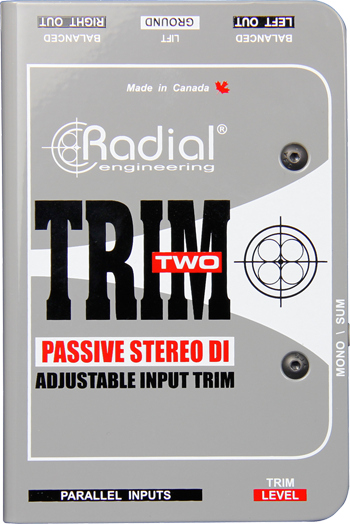 BALANCED
RIGHT OUT
LIFT
GROUND
BALANCED
LEFT OUT
Made in Canada
Radial®
engineering
TRIM
TWO
PASSIVE STEREO DI
ADJUSTABLE INPUT TRIM
MONO \ SUM
PARALLEL INPUTS
TRIM
LEVEL